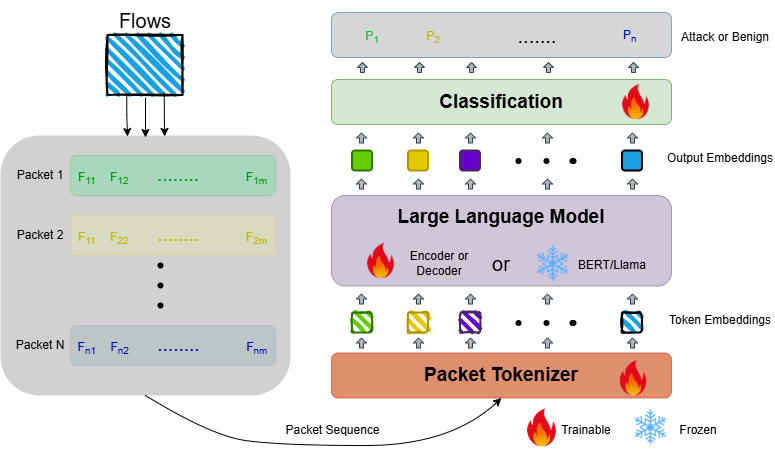 Flows
Packet 1 F11 F12 ........ F1m
Packet 2 F11 F22 ........ F2m
Packet N Fn1 Fn2 ........ Fnm
Packet Sequence
P1 P2 ....... Pn
Attack or Benign
Classification
Output Embeddings
Large Language Model
Encoder or
Decoder
or
BERT/Llama
Token Embeddings
Packet Tokenizer
Trainable
Frozen